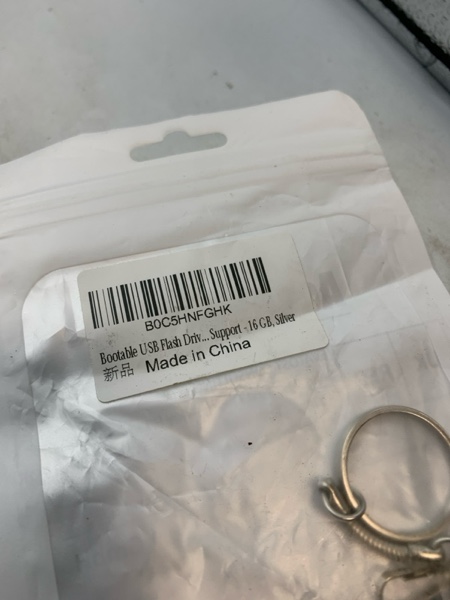 B0C5HNFGHK
Bootable USB Flash Driv... Support - 16 GB, Silver
新品 Made in China